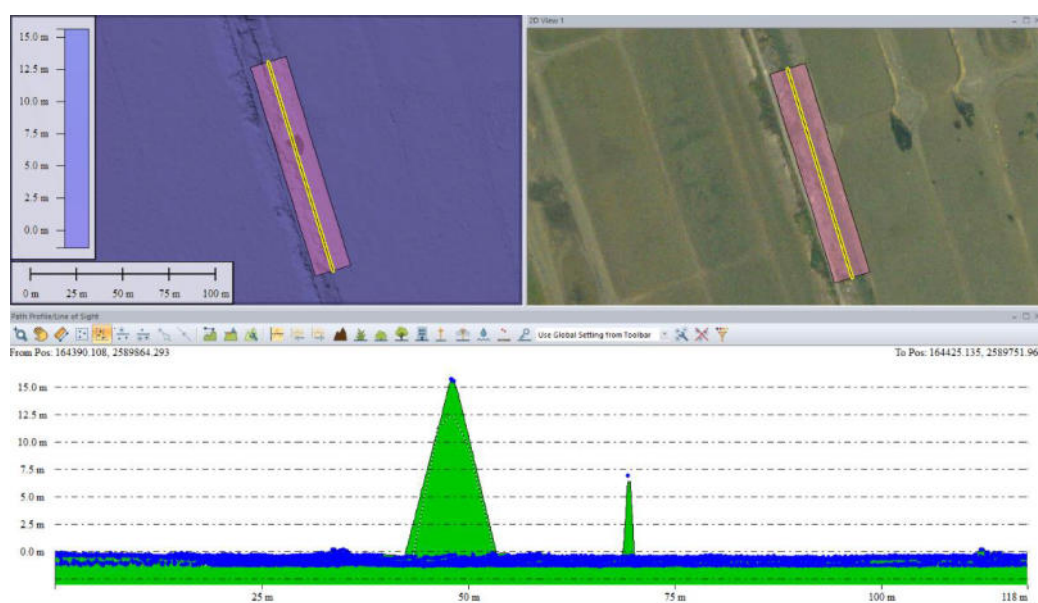 15.0 m
12.5 m
10.0 m
7.5 m
5.0 m
2.5 m
0.0 m
0 m 25 m 50 m 75 m 100 m
2D View 1
Path Profile/Line of Sight
Use Global Setting from Toolbar
From Pos: 164390.108, 2589864.293 To Pos: 164425.135, 2589751.96
15.0 m
12.5 m
10.0 m
7.5 m
5.0 m
2.5 m
0.0 m
25 m 50 m 75 m 100 m 118 m